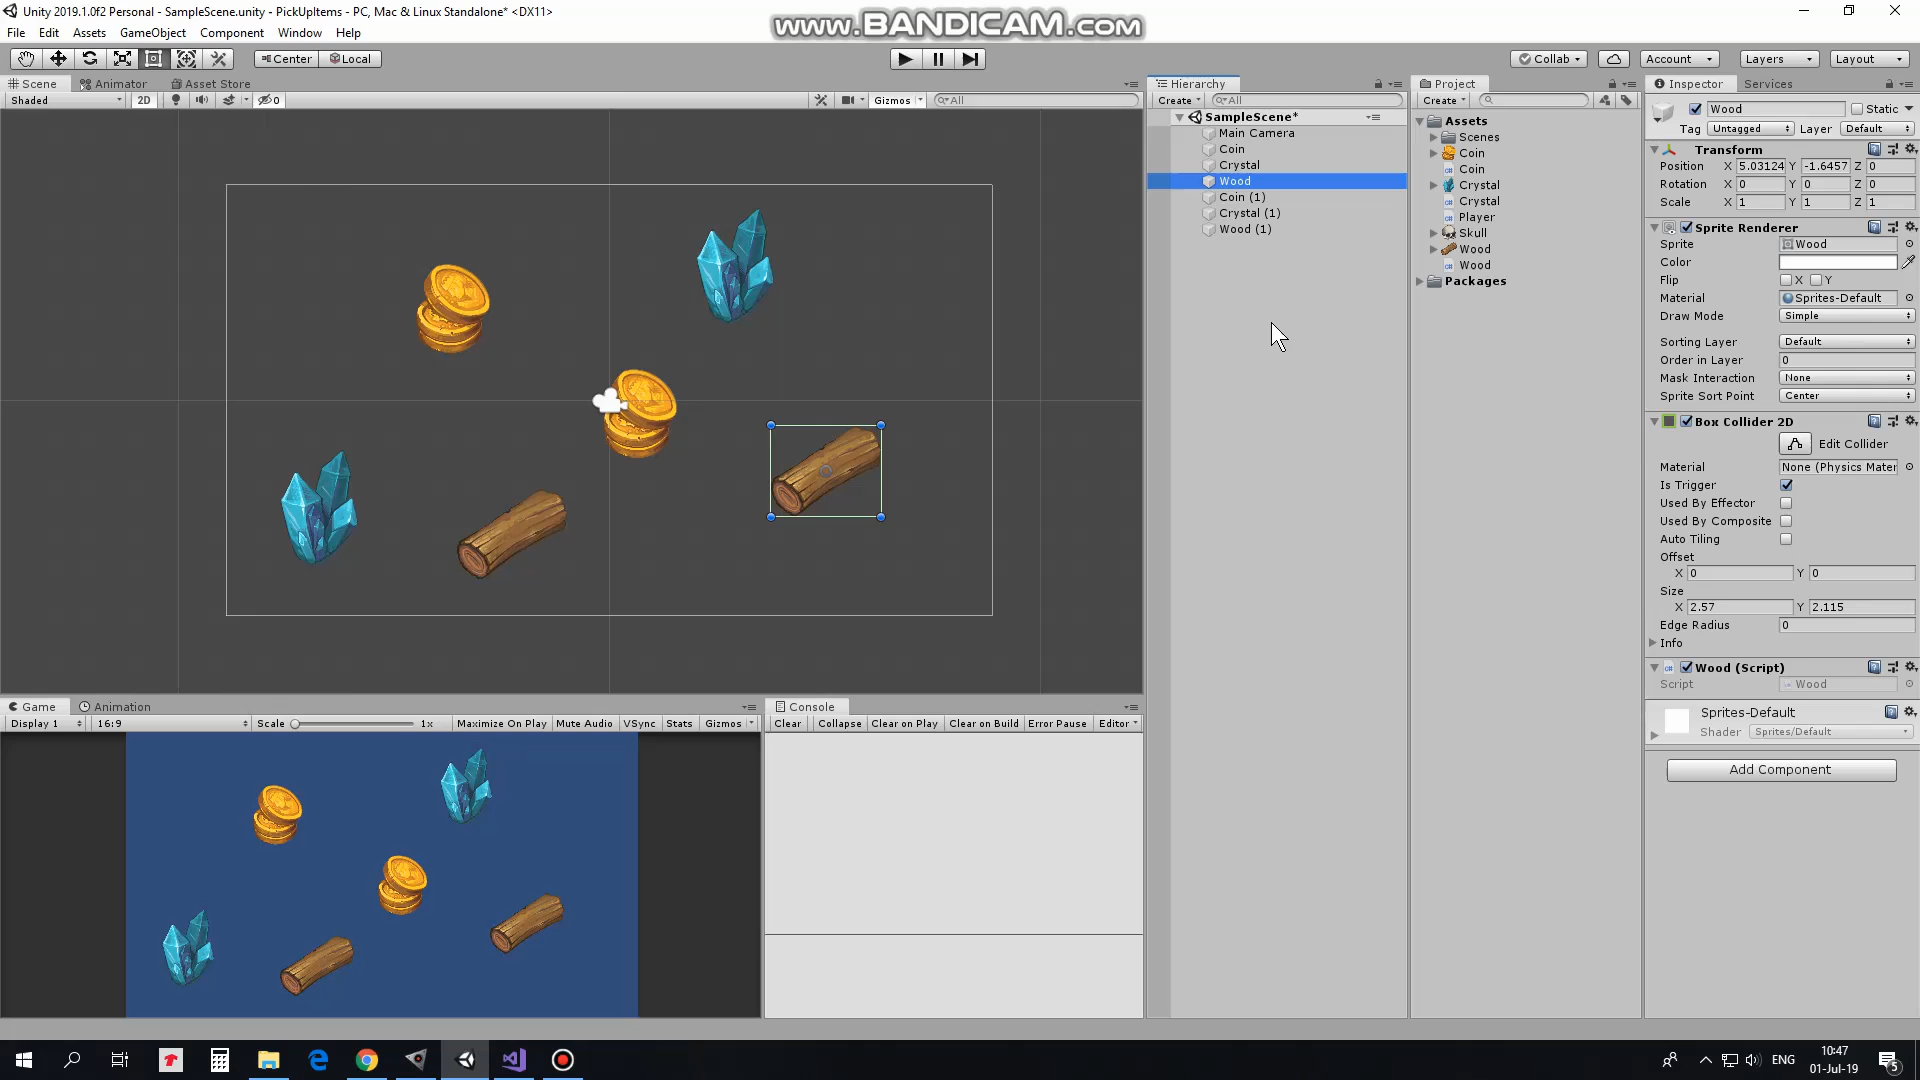 Unity 2019.1.0f2 Personal - SampleScene.unity - PickUpItems - PC, Mac & Linux Standalone* <DX11>
www.BANDICAM.com
File Edit Assets GameObject Component Window Help
Center Local Collab Account Layers Layout
Scene Animator Asset Store
Shaded 2D 0 Gizmos All
Hierarchy
Create All
SampleScene*
Main Camera
Coin
Crystal
Wood
Coin (1)
Crystal (1)
Wood (1)
Project
Create
Assets
Scenes
Coin
Coin
Crystal
Crystal
Player
Skull
Wood
Wood
Packages
Inspector Services
Wood Static
Tag Untagged Layer Default
Transform
Position X 5.03124 Y -1.6457 Z 0
Rotation X 0 Y 0 Z 0
Scale X 1 Y 1 Z 1
Sprite Renderer
Sprite Wood
Color
Flip X Y
Material Sprites-Default
Draw Mode Simple
Sorting Layer Default
Order in Layer 0
Mask Interaction None
Sprite Sort Point Center
Box Collider 2D
Edit Collider
Material None (Physics Mater
Is Trigger
Used By Effector
Used By Composite
Auto Tiling
Offset
X 0 Y 0
Size
X 2.57 Y 2.115
Edge Radius 0
Info
Wood (Script)
Script Wood
Sprites-Default
Shader Sprites/Default
Add Component
Game Animation
Display 1 16:9 Scale 1x Maximize On Play Mute Audio VSync Stats Gizmos
Console
Clear Collapse Clear on Play Clear on Build Error Pause Editor
ENG
10:47
01-Jul-19
5